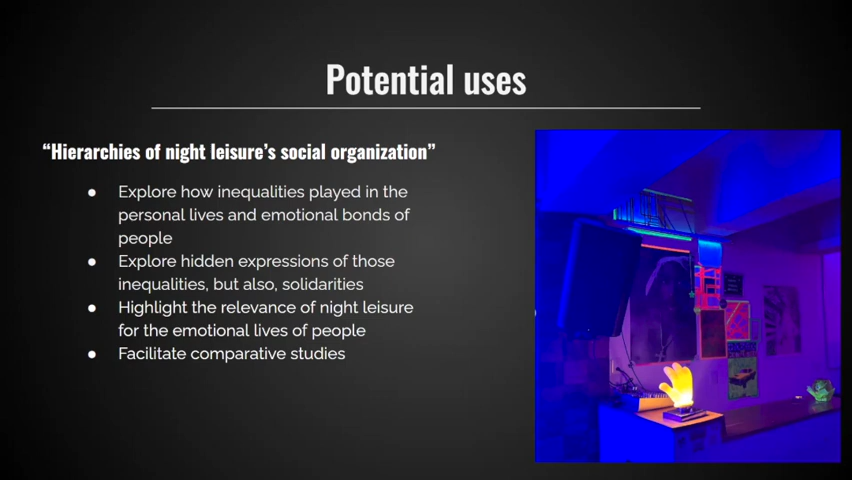 Potential uses
“Hierarchies of night leisure’s social organization”
● Explore how inequalities played in the
personal lives and emotional bonds of
people
● Explore hidden expressions of those
inequalities, but also, solidarities
● Highlight the relevance of night leisure
for the emotional lives of people
● Facilitate comparative studies